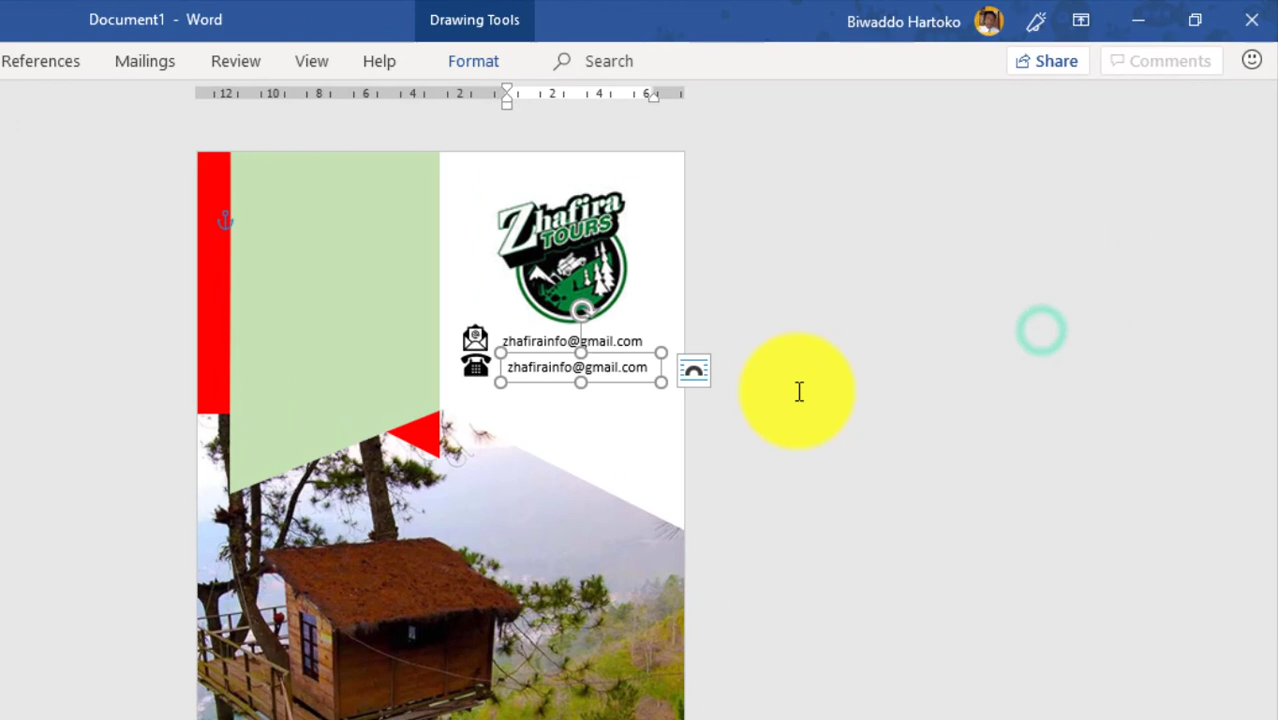 Document1 - Word
Drawing Tools
Biwaddo Hartoko
References Mailings Review View Help Format Search
Share
Comments
12 10 8 6 4 2 2 4 6
Zhafira
TOURS
zhafirainfo@gmail.com
zhafirainfo@gmail.com